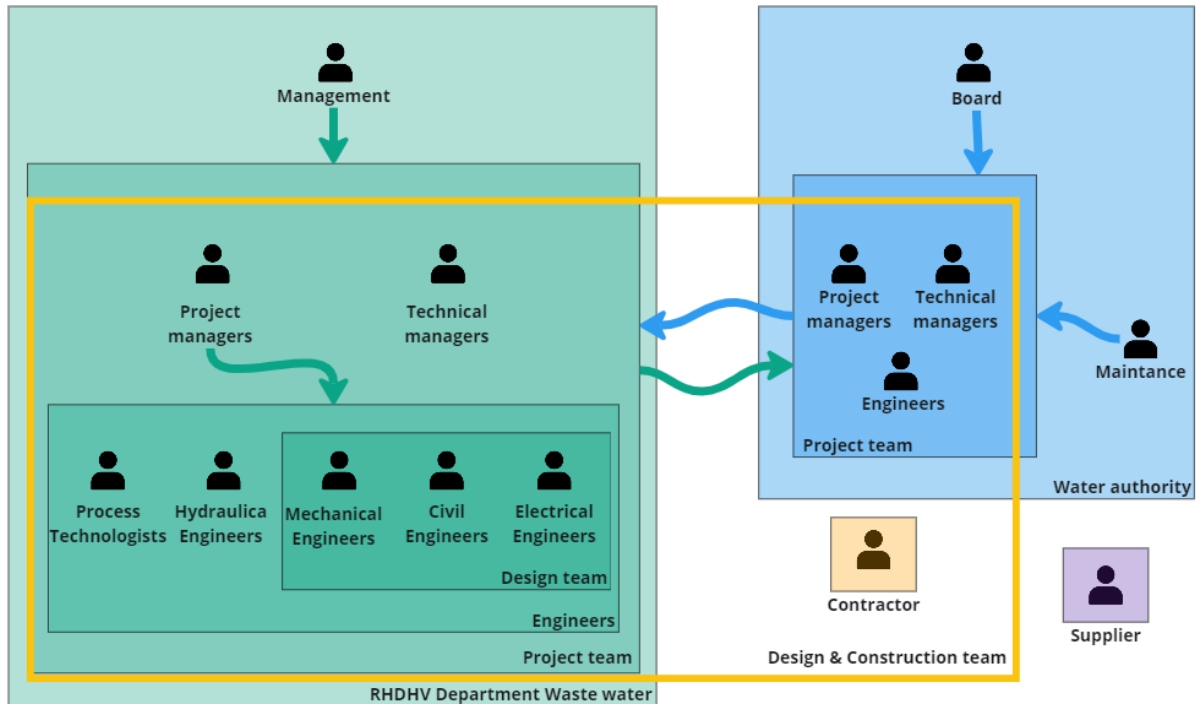 Management
Project
managers
Technical
managers
Process
Technologists
Hydraulica
Engineers
Mechanical
Engineers
Civil
Engineers
Electrical
Engineers
Design team
Engineers
Project team
RHDHV Department Waste water
Board
Project
managers
Technical
managers
Engineers
Project team
Maintance
Water authority
Contractor
Supplier
Design & Construction team